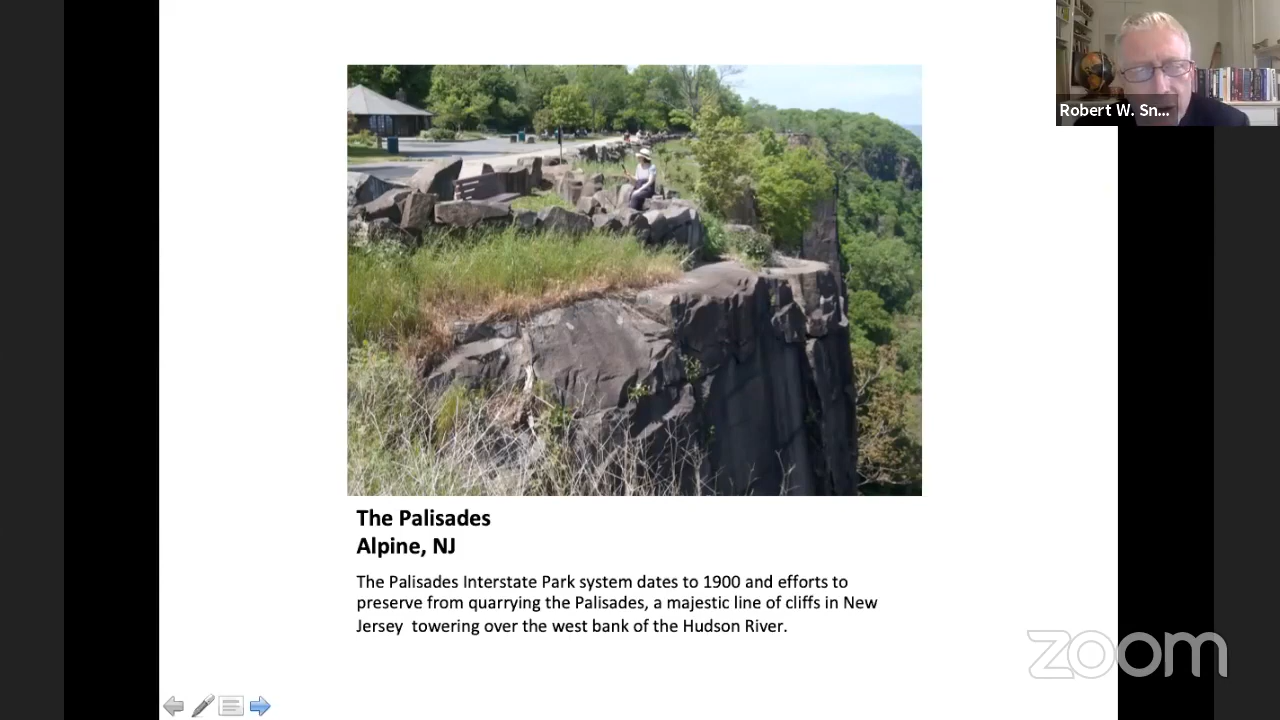 Robert W. Sn...
The Palisades
Alpine, NJ
The Palisades Interstate Park system dates to 1900 and efforts to
preserve from quarrying the Palisades, a majestic line of cliffs in New
Jersey towering over the west bank of the Hudson River.
zoom